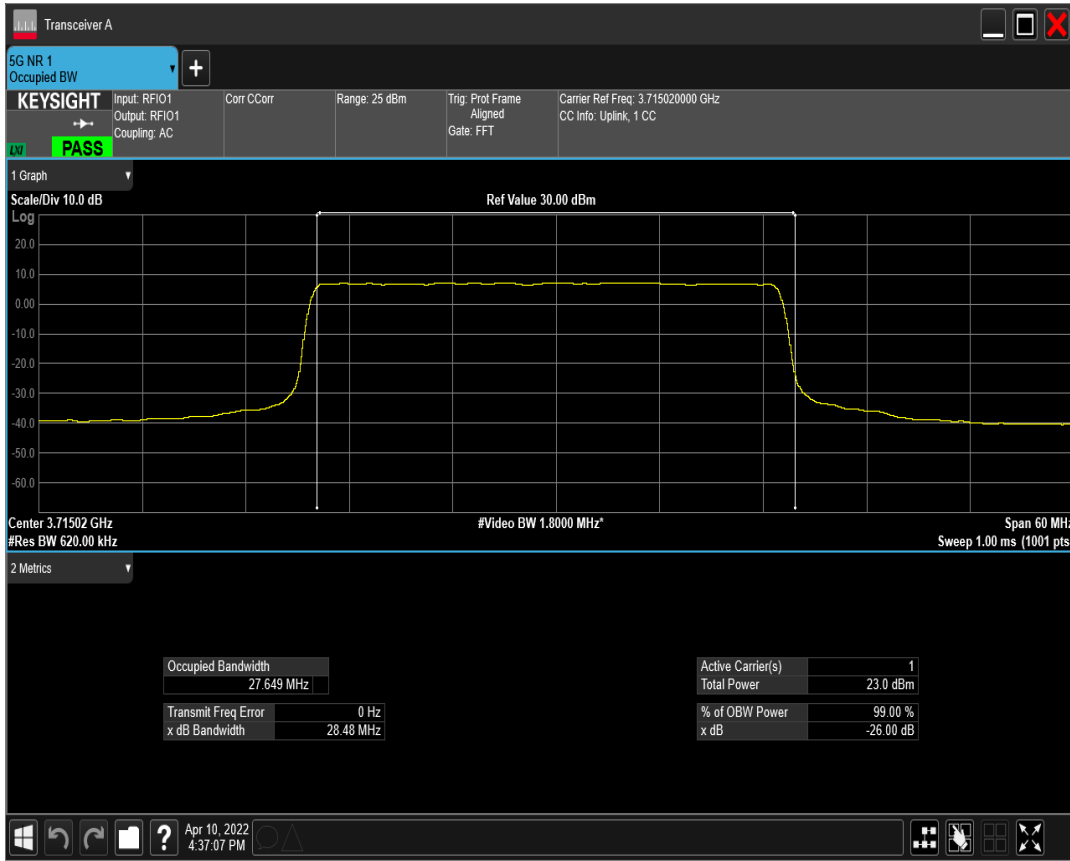 Transceiver A
5G NR 1
Occupied BW
+
KEYSIGHT
LXI
PASS
Input: RFIO1
Output: RFIO1
Coupling: AC
Corr CCorr
Range: 25 dBm
Trig: Prot Frame
Aligned
Gate: FFT
Carrier Ref Freq: 3.715020000 GHz
CC Info: Uplink, 1 CC
1 Graph
Scale/Div 10.0 dB
Ref Value 30.00 dBm
Log
20.0
10.0
0.00
-10.0
-20.0
-30.0
-40.0
-50.0
-60.0
Center 3.71502 GHz
#Video BW 1.8000 MHz*
Span 60 MHz
#Res BW 620.00 kHz
Sweep 1.00 ms (1001 pts
2 Metrics
Occupied Bandwidth
27.649 MHz
Transmit Freq Error 0 Hz
x dB Bandwidth 28.48 MHz
Active Carrier(s) 1
Total Power 23.0 dBm
% of OBW Power 99.00 %
x dB -26.00 dB
?
Apr 10, 2022
4:37:07 PM